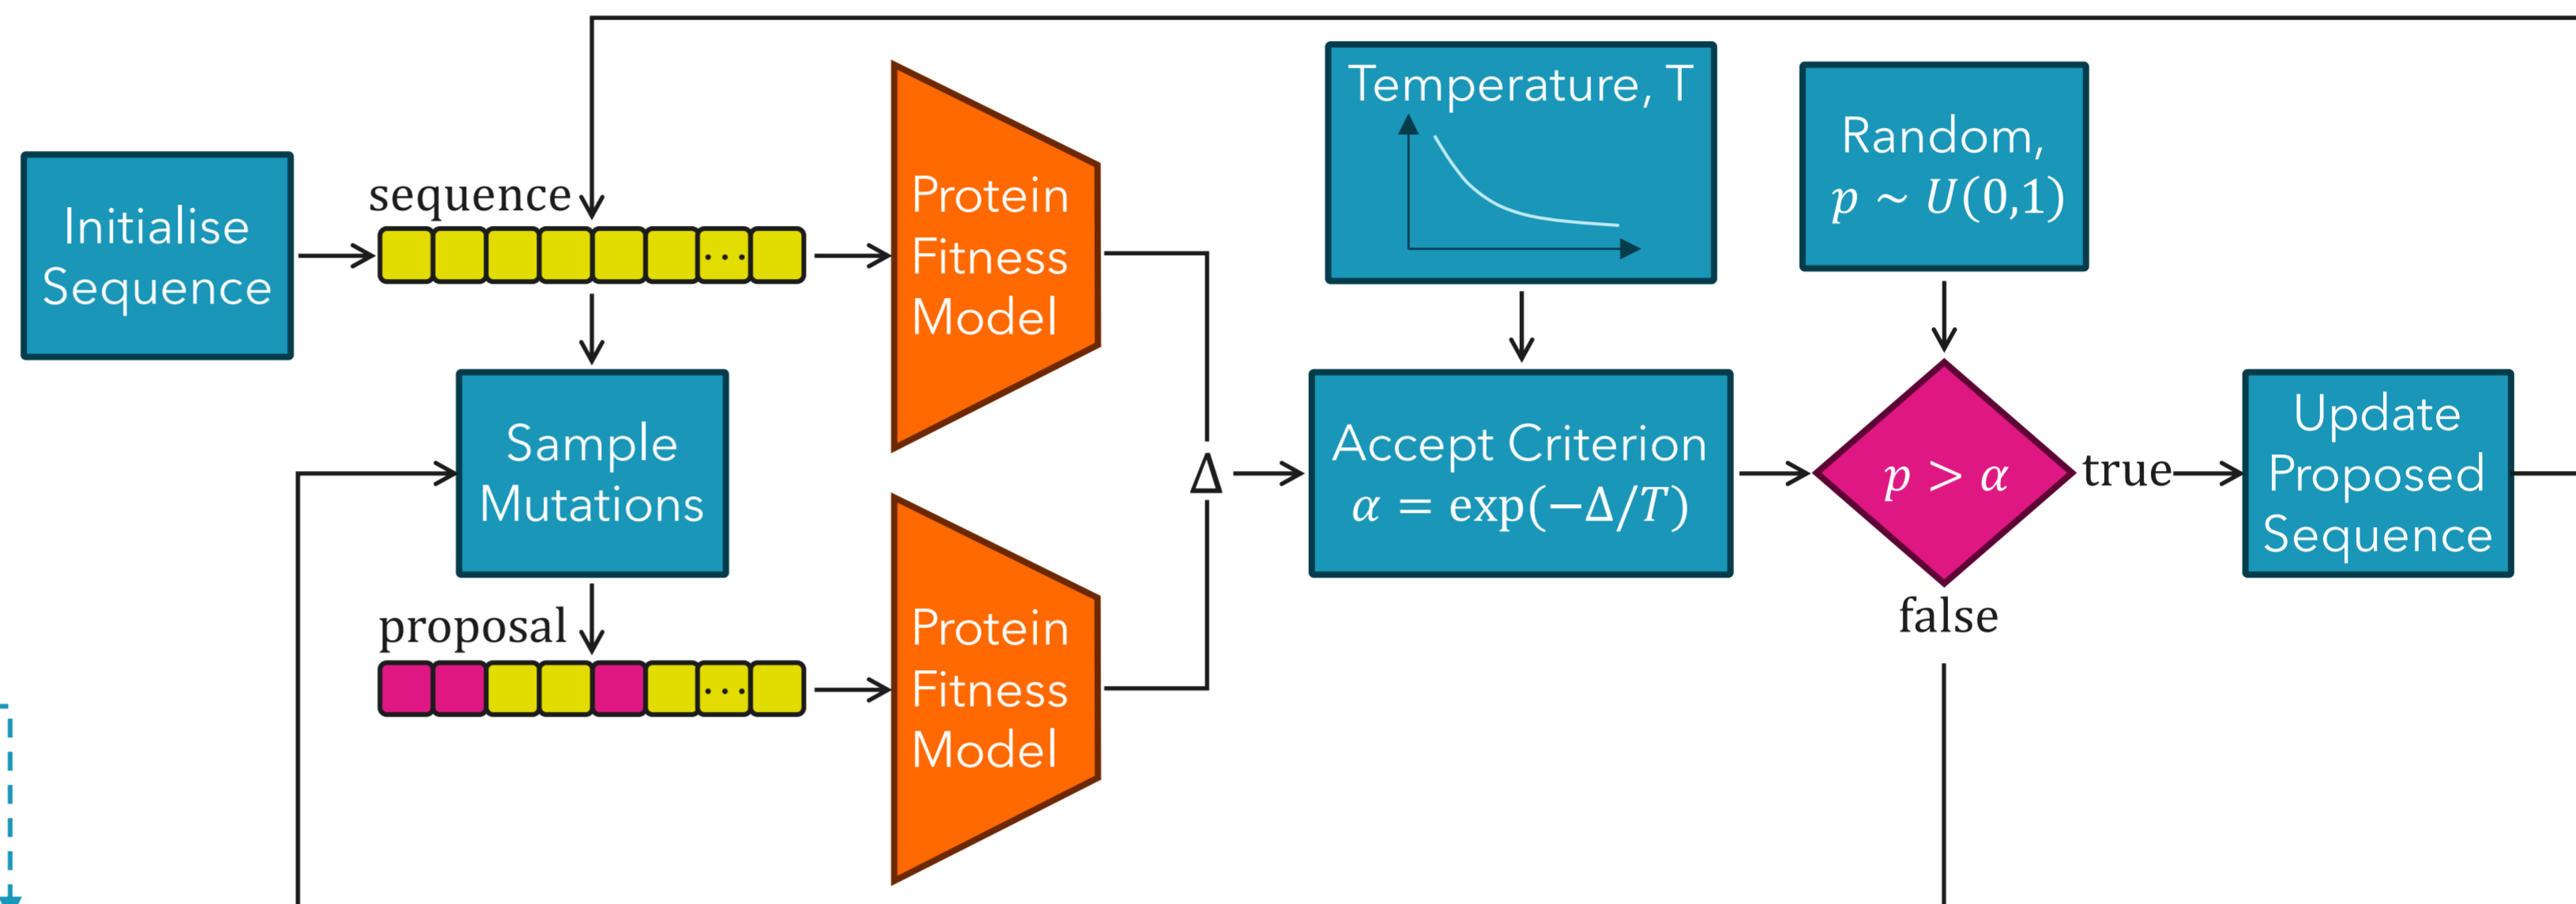 Initialise
Sequence
sequence
...
Sample
Mutations
proposal
...
Protein
Fitness
Model
Protein
Fitness
Model
Δ
Temperature, T
Accept Criterion
α = exp(−Δ/T)
Random,
p ~ U(0,1)
p > α
true
false
Update
Proposed
Sequence